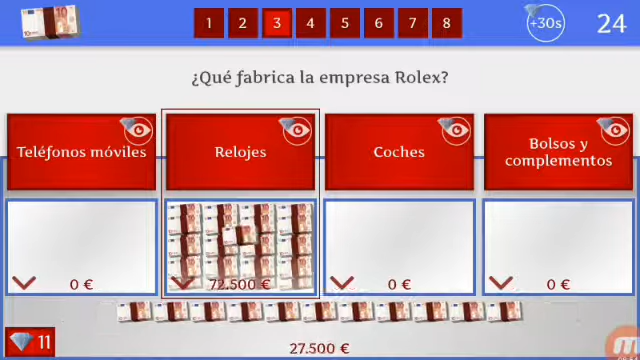 1 2 3 4 5 6 7 8
+30s
24
¿Qué fabrica la empresa Rolex?
Teléfonos móviles
Relojes
Coches
Bolsos y
complementos
0 €
72.500 €
0 €
0 €
11
27.500 €